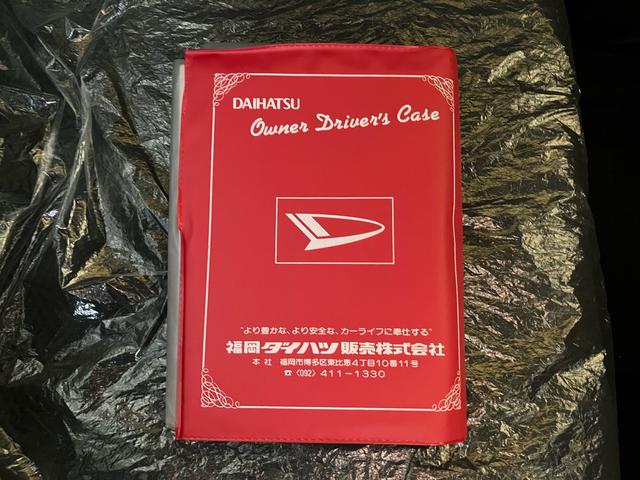 DAIHATSU
Owner Driver's Case
"より豊かな、より安全な、カーライフに奉仕する"
福岡ダイハツ販売株式会社
本社 福岡市博多区東比恵4丁目10番11号
☎〈092〉411-1330